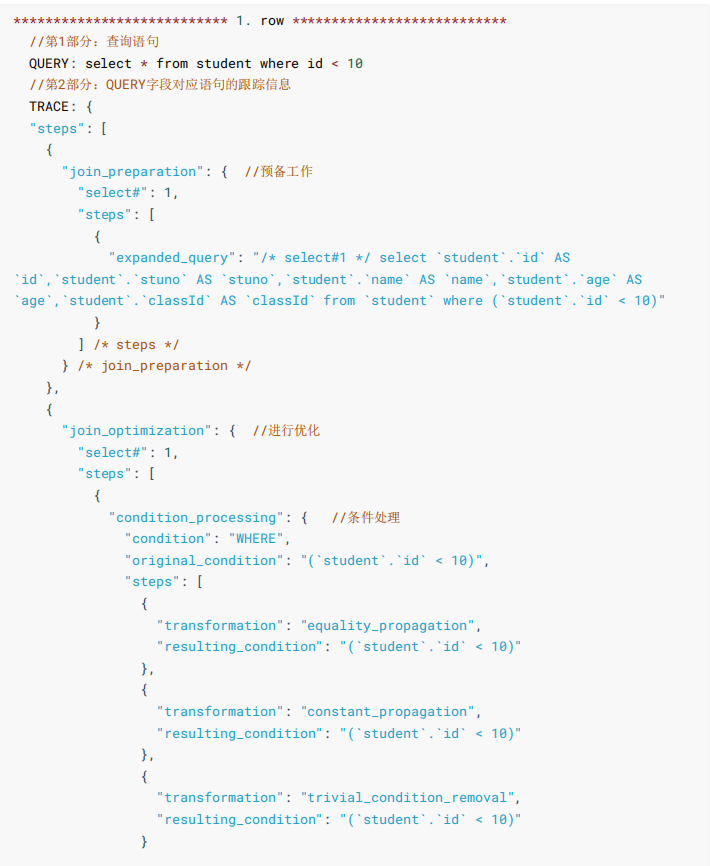 *************************** 1. row ***************************
//第1部分：查询语句
QUERY: select * from student where id < 10
//第2部分：QUERY字段对应语句的跟踪信息
TRACE: {
"steps": [
{
"join_preparation": {  //预备工作
"select#": 1,
"steps": [
{
"expanded_query": "/* select#1 */ select `student`.`id` AS
`id`,`student`.`stuno` AS `stuno`,`student`.`name` AS `name`,`student`.`age` AS
`age`,`student`.`classId` AS `classId` from `student` where (`student`.`id` < 10)"
}
] /* steps */
} /* join_preparation */
},
{
"join_optimization": {  //进行优化
"select#": 1,
"steps": [
{
"condition_processing": {   //条件处理
"condition": "WHERE",
"original_condition": "(`student`.`id` < 10)",
"steps": [
{
"transformation": "equality_propagation",
"resulting_condition": "(`student`.`id` < 10)"
},
{
"transformation": "constant_propagation",
"resulting_condition": "(`student`.`id` < 10)"
},
{
"transformation": "trivial_condition_removal",
"resulting_condition": "(`student`.`id` < 10)"
}